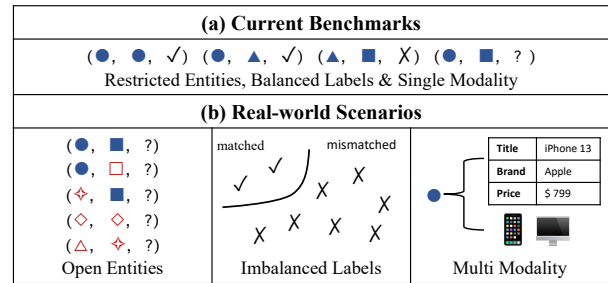 (a) Current Benchmarks
(●, ●, ✓) (●, ▲, ✓) (▲, ■, ✗) (●, ■, ?)
Restricted Entities, Balanced Labels & Single Modality
(b) Real-world Scenarios
(●, ■, ?)
(●, □, ?)
(✧, ■, ?)
(◇, ◇, ?)
(△, ✧, ?)
Open Entities
matched
mismatched
Imbalanced Labels
Title iPhone 13
Brand Apple
Price $ 799
Multi Modality